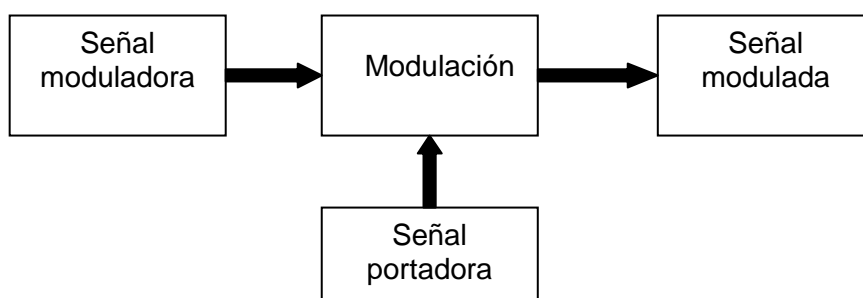 Señal
moduladora
Modulación
Señal
modulada
Señal
portadora